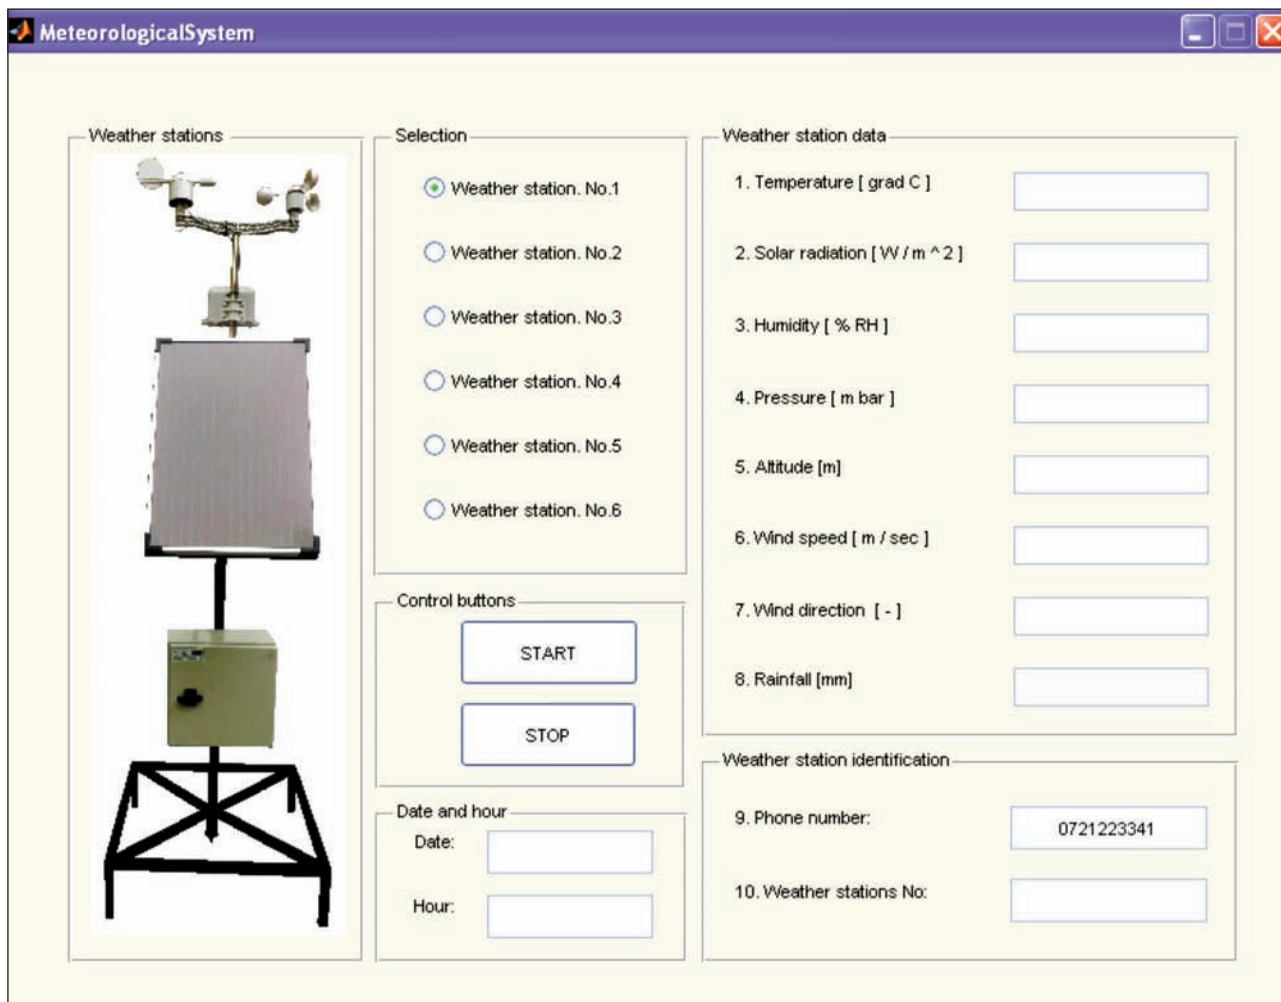 MeteorologicalSystem
Weather stations
Selection
Weather station. No.1
Weather station. No.2
Weather station. No.3
Weather station. No.4
Weather station. No.5
Weather station. No.6
Control buttons
START
STOP
Date and hour
Date:
Hour:
Weather station data
1. Temperature [ grad C ]
2. Solar radiation [ W / m ^ 2 ]
3. Humidity [ % RH ]
4. Pressure [ m bar ]
5. Altitude [m]
6. Wind speed [ m / sec ]
7. Wind direction [ - ]
8. Rainfall [mm]
Weather station identification
9. Phone number: 0721223341
10. Weather stations No: